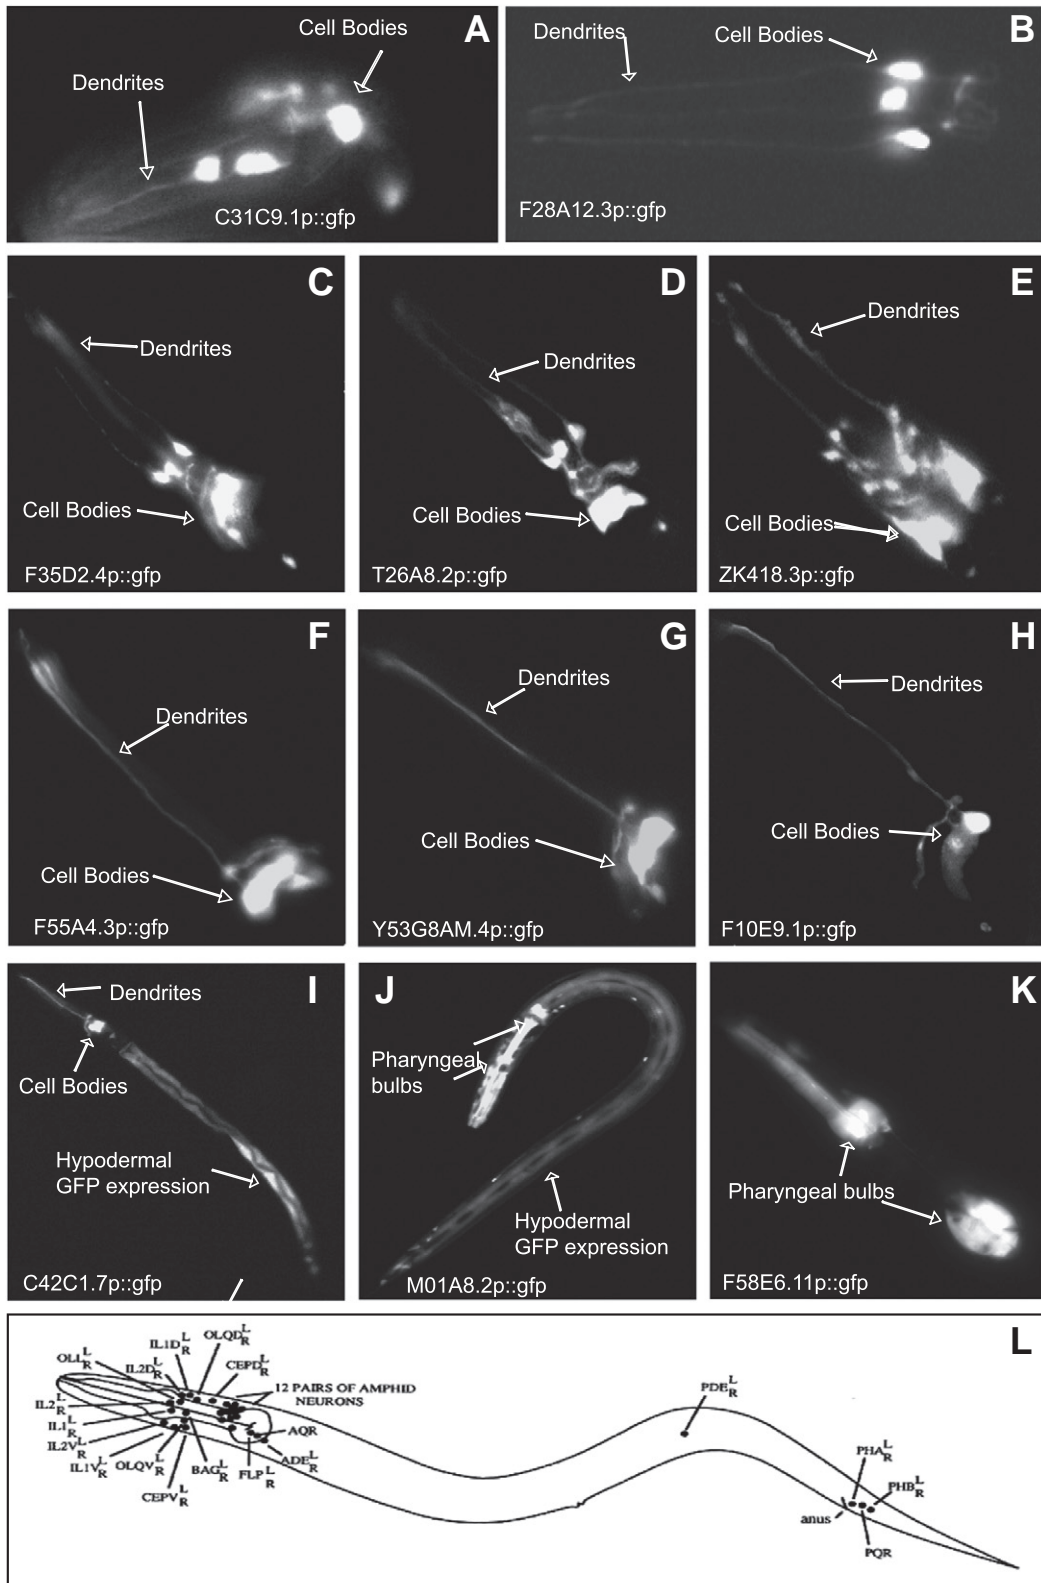 A
Cell Bodies
Dendrites
C31C9.1p::gfp
B
Dendrites
Cell Bodies
F28A12.3p::gfp
C
Dendrites
Cell Bodies
F35D2.4p::gfp
D
Dendrites
Cell Bodies
T26A8.2p::gfp
E
Dendrites
Cell Bodies
ZK418.3p::gfp
F
Dendrites
Cell Bodies
F55A4.3p::gfp
G
Dendrites
Cell Bodies
Y53G8AM.4p::gfp
H
Dendrites
Cell Bodies
F10E9.1p::gfp
I
Dendrites
Cell Bodies
Hypodermal
GFP expression
C42C1.7p::gfp
J
Pharyngeal
bulbs
Hypodermal
GFP expression
M01A8.2p::gfp
K
Pharyngeal bulbs
F58E6.11p::gfp
L
OLL L R
IL2D L R
IL1D L R
OLQD L R
CEPD L R
12 PAIRS OF AMPHID
NEURONS
IL2 L R
IL1 L R
IL2V L R
IL1V L R
OLQV L R
CEPV L R
BAG L R
FLP L R
ADE L R
AQR
PDE L R
PHA L R
PHB L R
anus
PQR